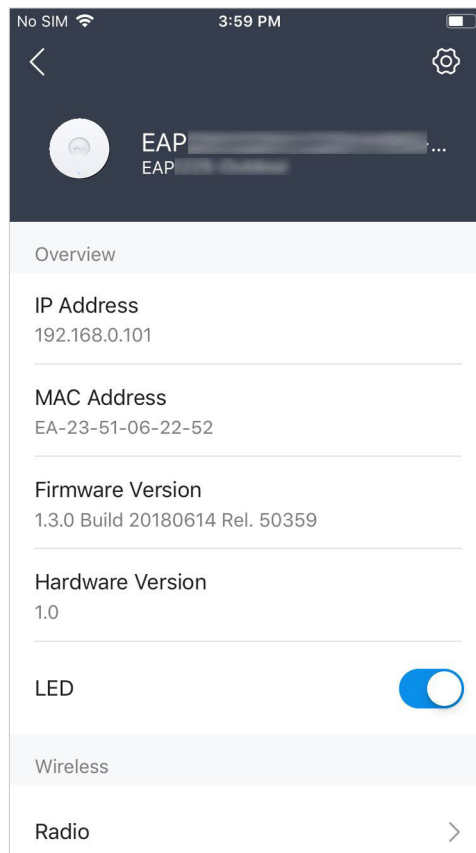 No SIM 3:59 PM
EAP ...
EAP
Overview
IP Address
192.168.0.101
MAC Address
EA-23-51-06-22-52
Firmware Version
1.3.0 Build 20180614 Rel. 50359
Hardware Version
1.0
LED
Wireless
Radio